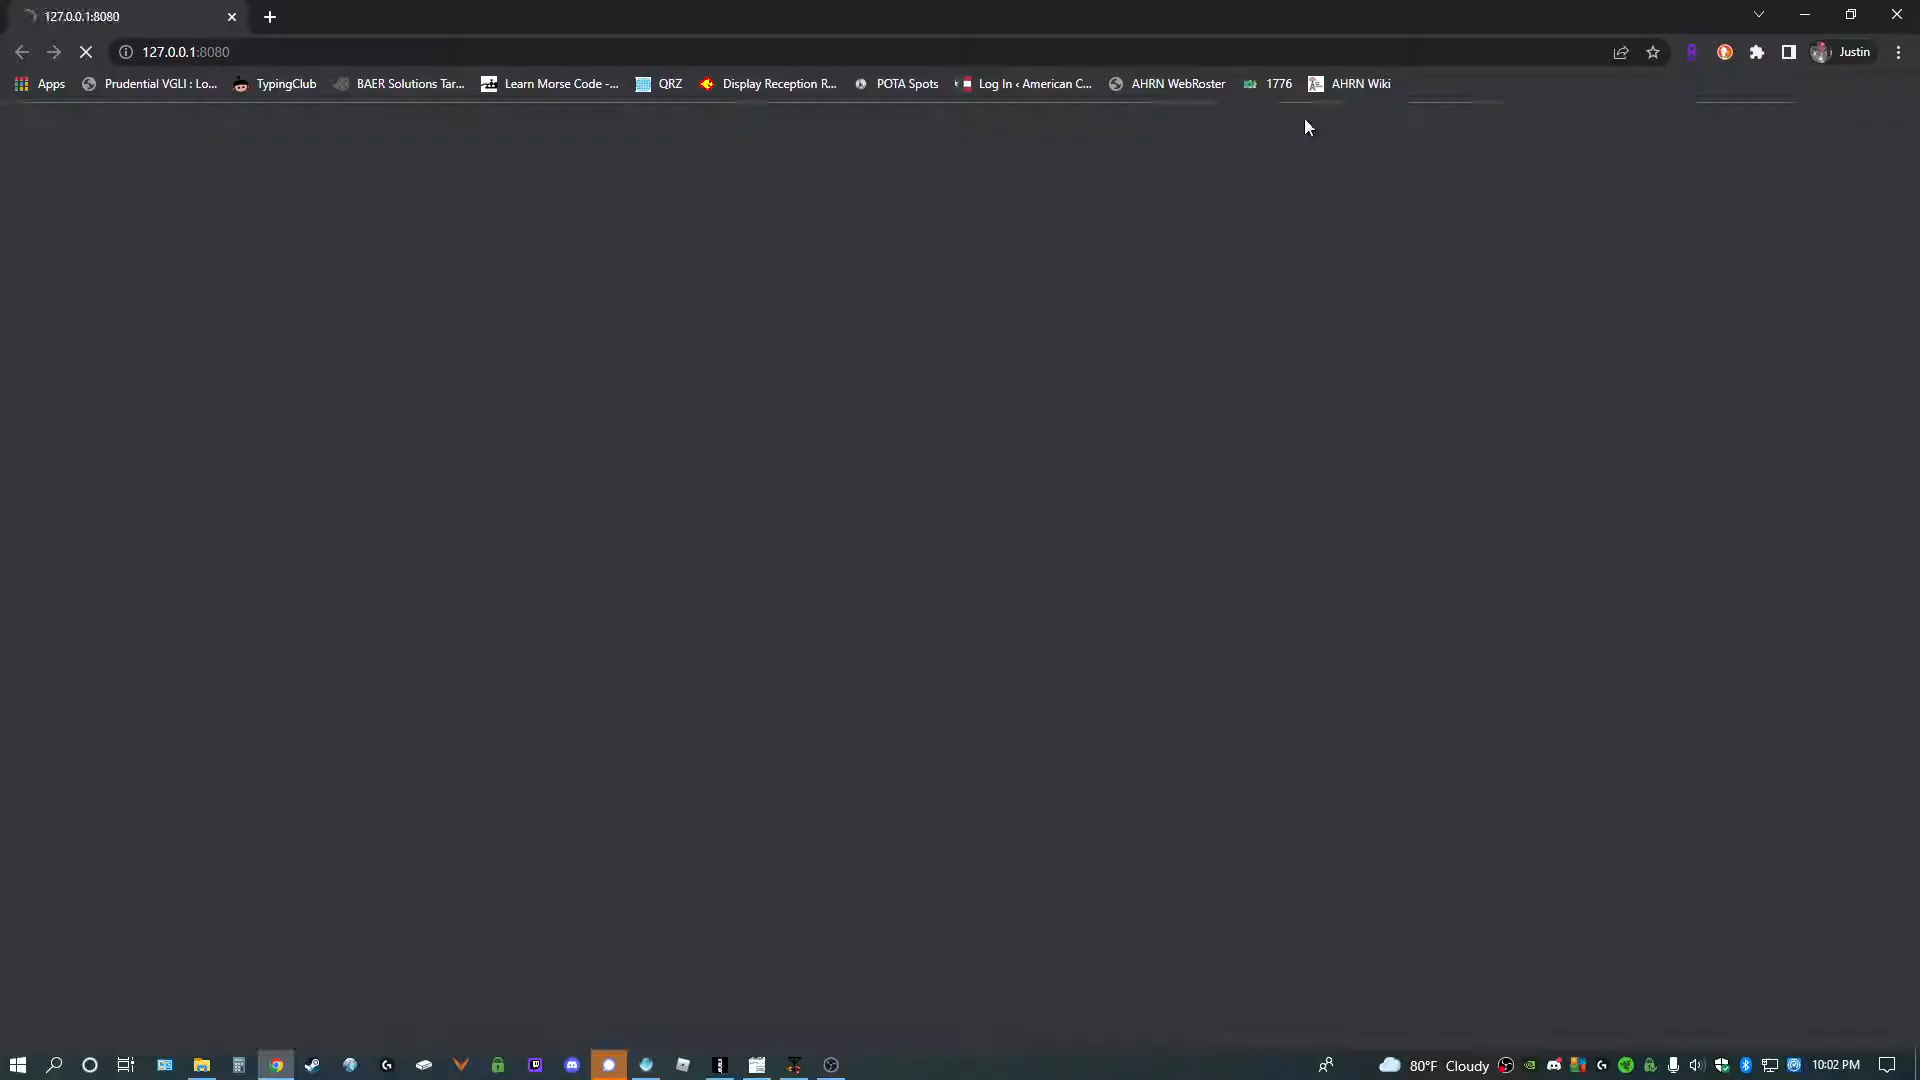 127.0.0.1:8080
127.0.0.1:8080
Justin
Apps Prudential VGLI : Lo... TypingClub BAER Solutions Tar... Learn Morse Code -... QRZ Display Reception R... POTA Spots Log In ‹ American C... AHRN WebRoster 1776 AHRN Wiki
80°F Cloudy 10:02 PM